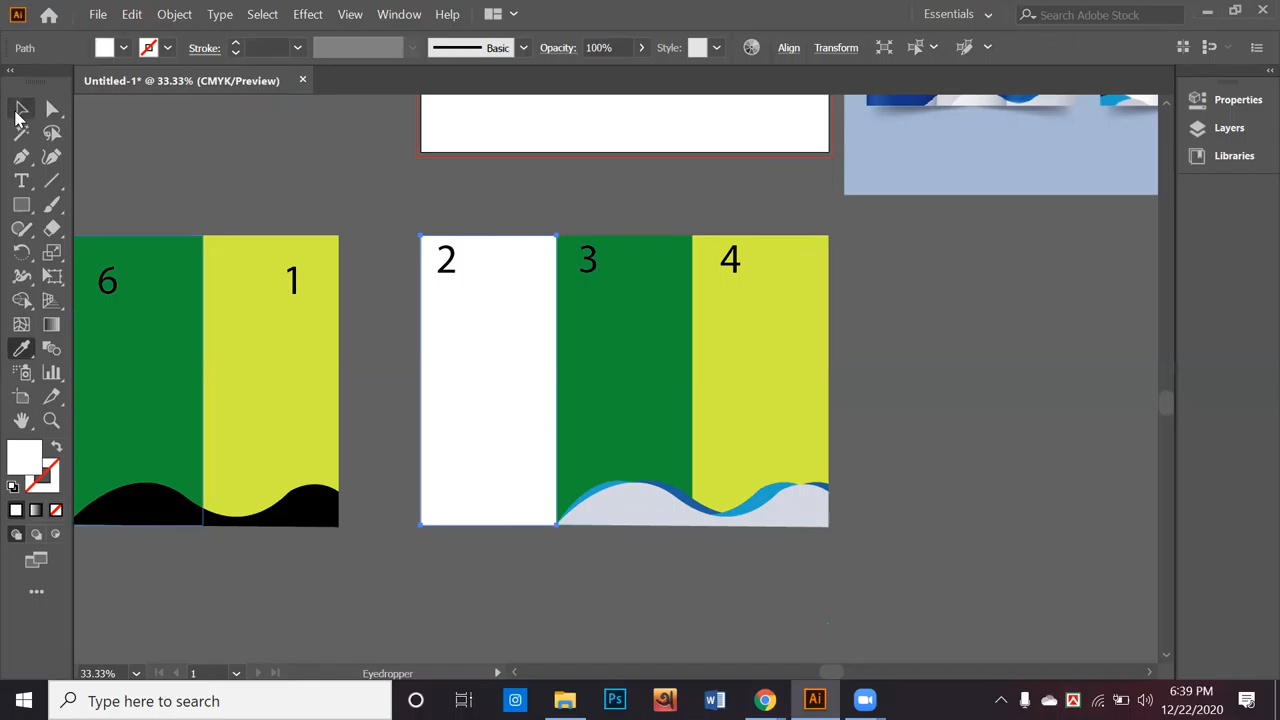 Ai File Edit Object Type Select Effect View Window Help Essentials Search Adobe Stock
Path Stroke: Basic Opacity: 100% Style: Align Transform
Untitled-1* @ 33.33% (CMYK/Preview)
Properties
Layers
Libraries
6 1 2 3 4
33.33% 1 Eyedropper
Type here to search Ps Ai 6:39 PM
12/22/2020